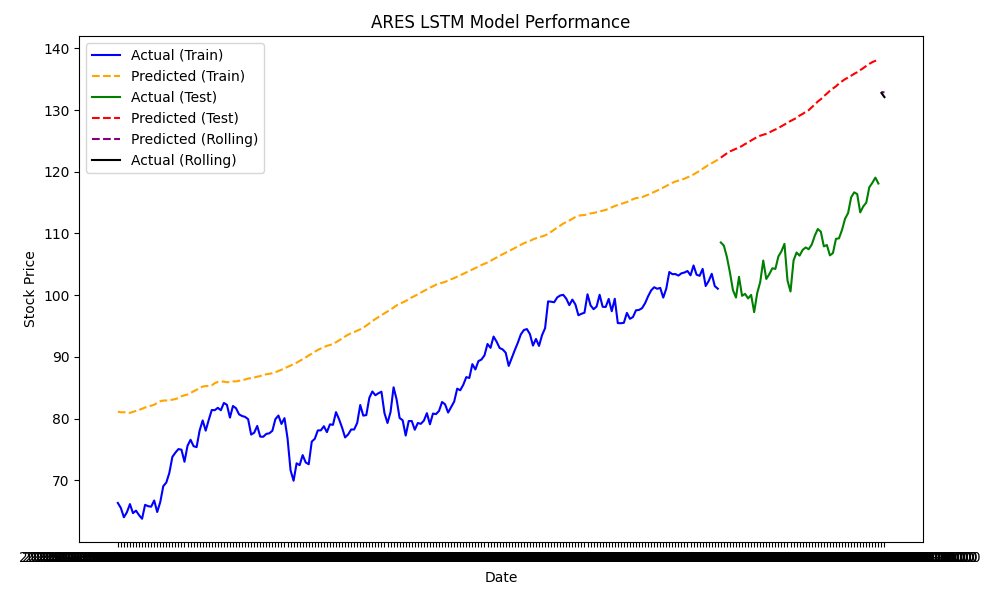 ARES LSTM Model Performance
Actual (Train)
Predicted (Train)
Actual (Test)
Predicted (Test)
Predicted (Rolling)
Actual (Rolling)
140
130
120
110
100
90
80
70
Stock Price
Date